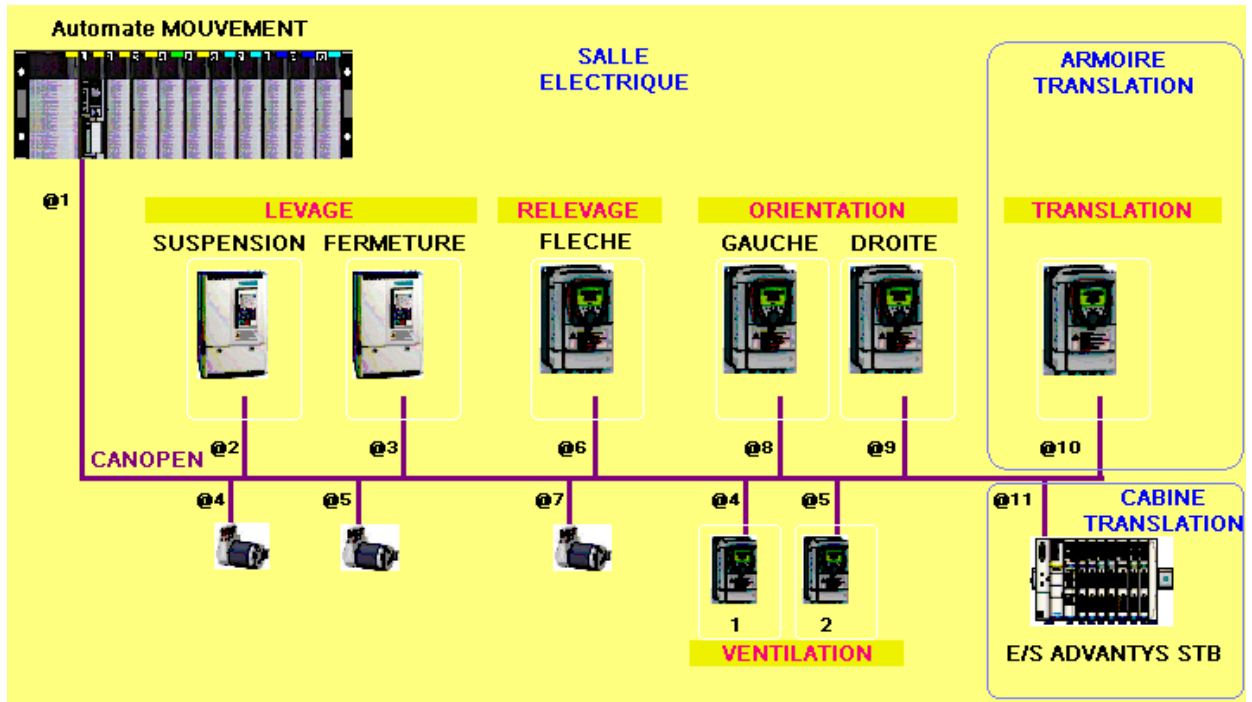 Automate MOUVEMENT
SALLE
ELECTRIQUE
ARMOIRE
TRANSLATION
@1
LEVAGE
RELEVAGE
ORIENTATION
TRANSLATION
SUSPENSION FERMETURE
FLECHE
GAUCHE DROITE
@2
@3
@6
@8
@9
@10
CANOPEN
@4
@5
@7
@4
@5
@11
CABINE
TRANSLATION
1
2
VENTILATION
E/S ADVANTYS STB